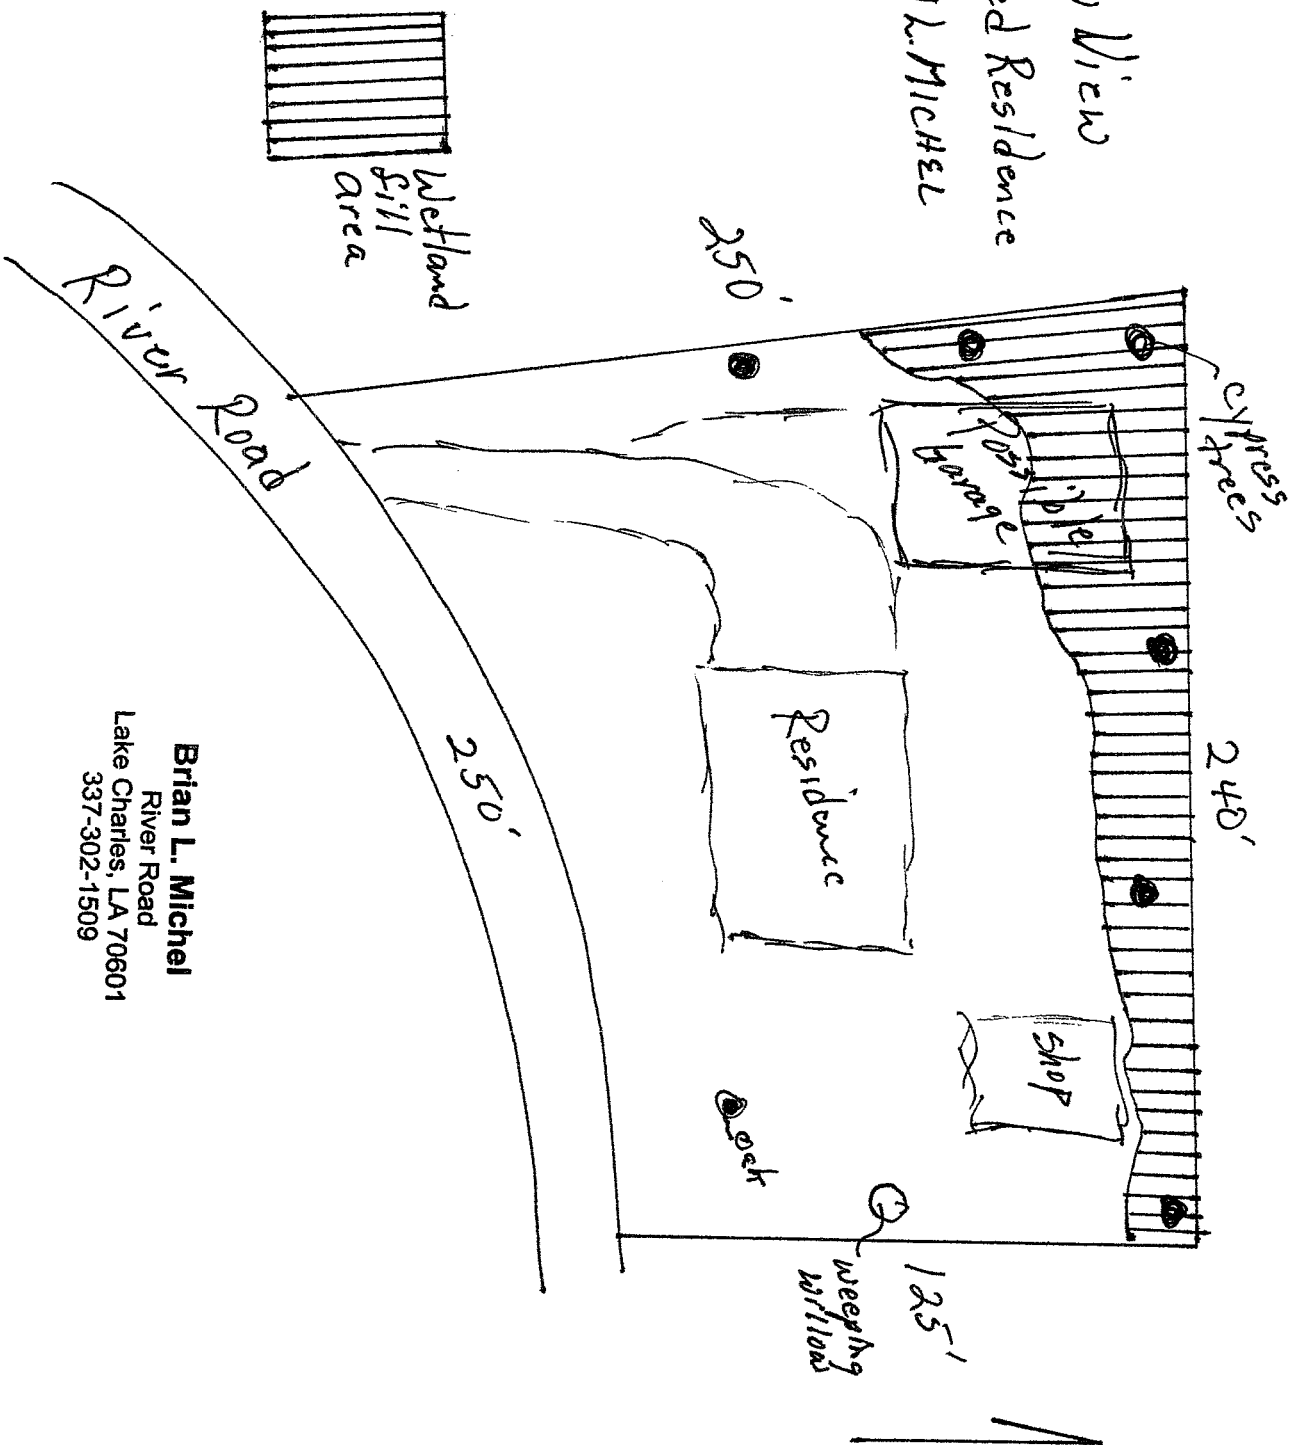 View
ed Residence
L. MICHEL
cypress
trees
240'
250'
Possible
Garage
Residence
Shop
125'
weeping
willow
oak
Wetland
fill
area
River Road
250'
Brian L. Michel
River Road
Lake Charles, LA 70601
337-302-1509